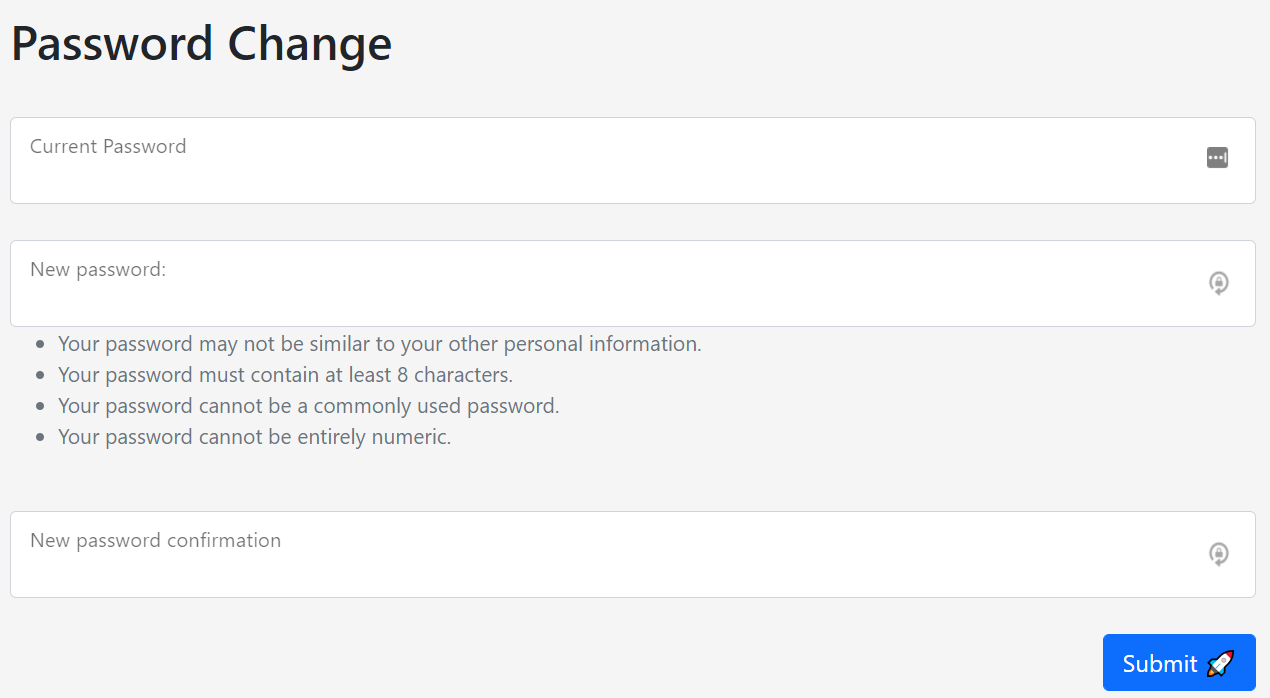 Password Change
Current Password
New password:
Your password may not be similar to your other personal information.
Your password must contain at least 8 characters.
Your password cannot be a commonly used password.
Your password cannot be entirely numeric.
New password confirmation
Submit 🚀